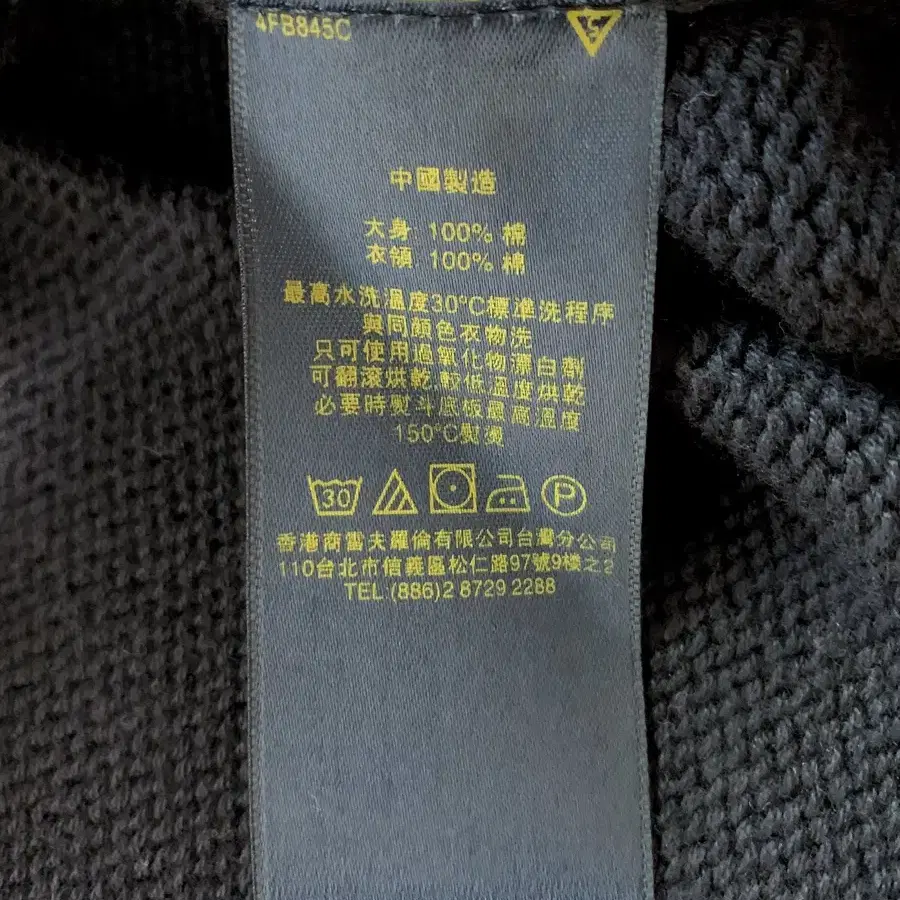 4FB845C
5
中國製造
大身 100% 棉
衣領 100% 棉
最高水洗溫度30°C標準洗程序
與同顏色衣物洗
只可使用過氧化物漂白劑
可翻滾烘乾,較低溫度烘乾
必要時熨斗底板最高溫度
150°C熨燙
30
P
香港商雷夫羅倫有限公司台灣分公司
110台北市信義區松仁路97號9樓之2
TEL (886)2 8729 2288